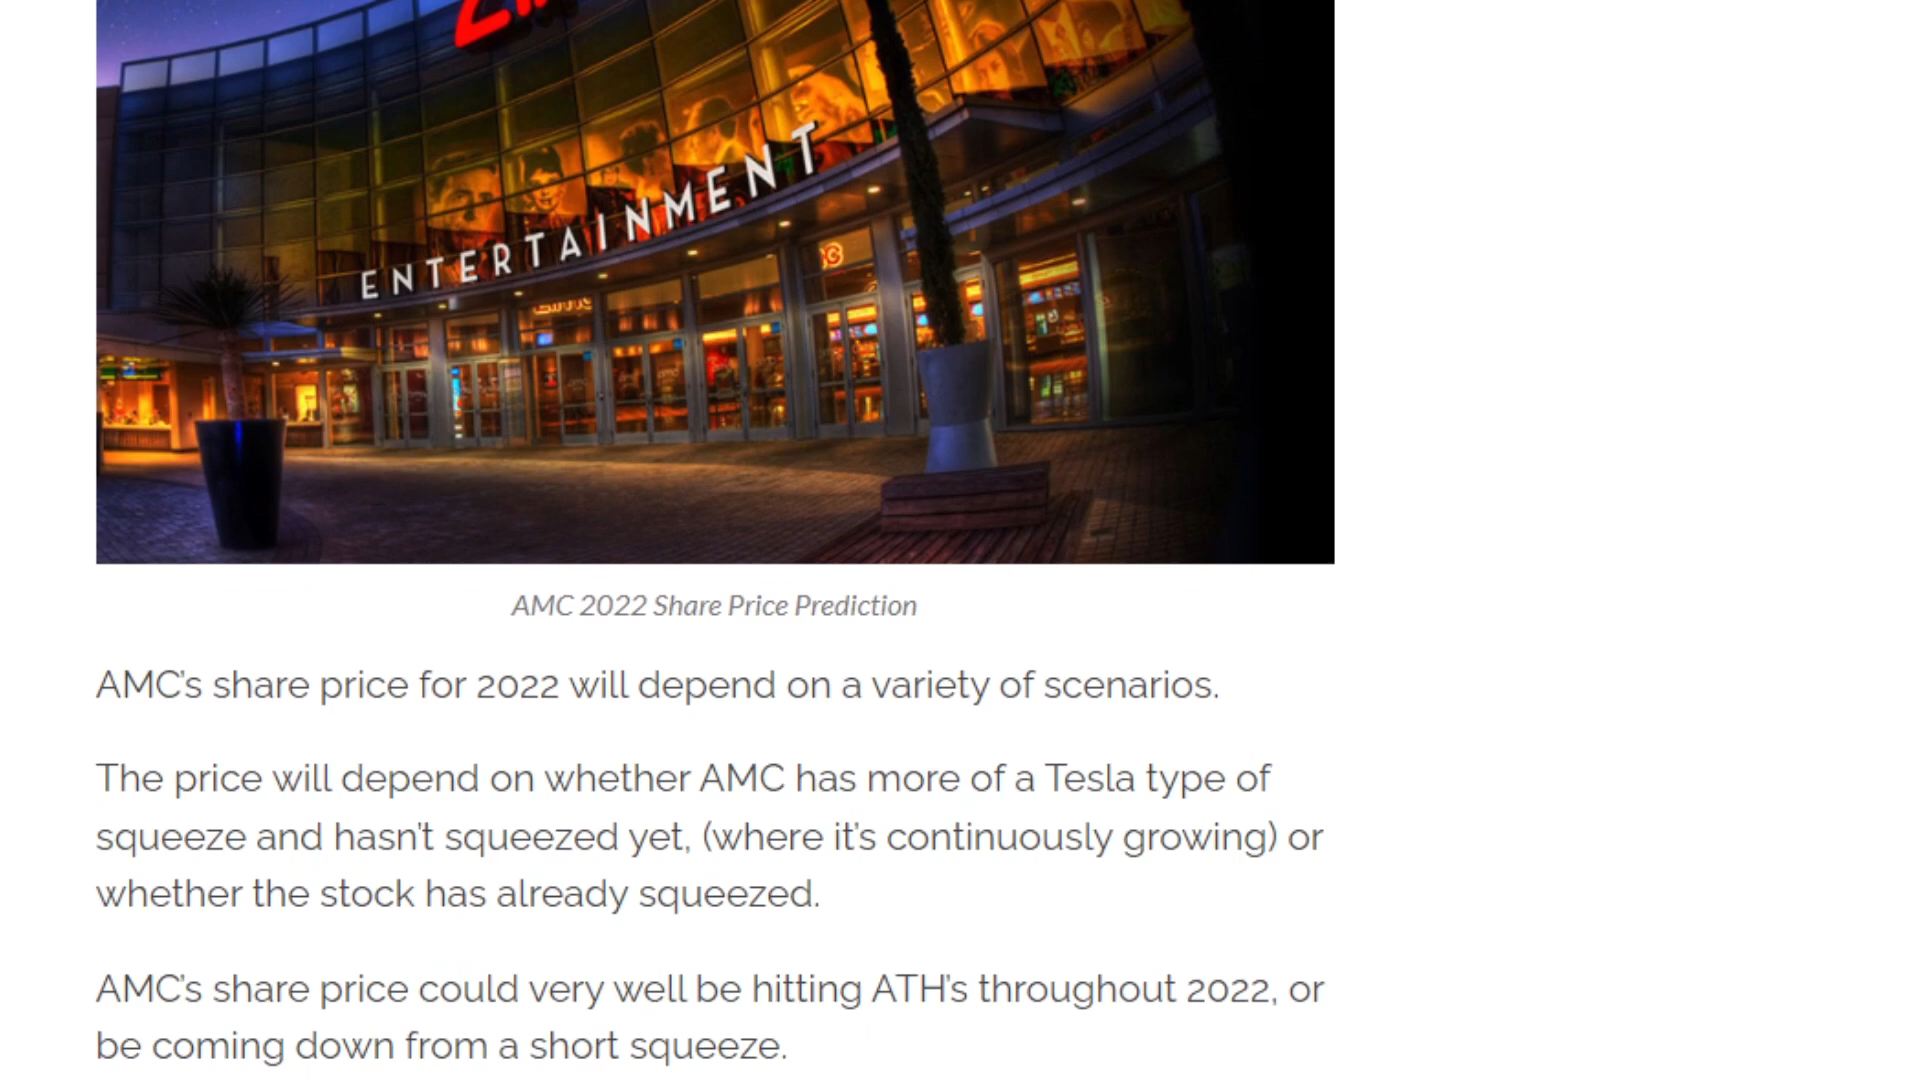 ENTERTAINMENT
AMC 2022 Share Price Prediction
AMC's share price for 2022 will depend on a variety of scenarios.
The price will depend on whether AMC has more of a Tesla type of
squeeze and hasn't squeezed yet, (where it's continuously growing) or
whether the stock has already squeezed.
AMC's share price could very well be hitting ATH's throughout 2022, or
be coming down from a short squeeze.